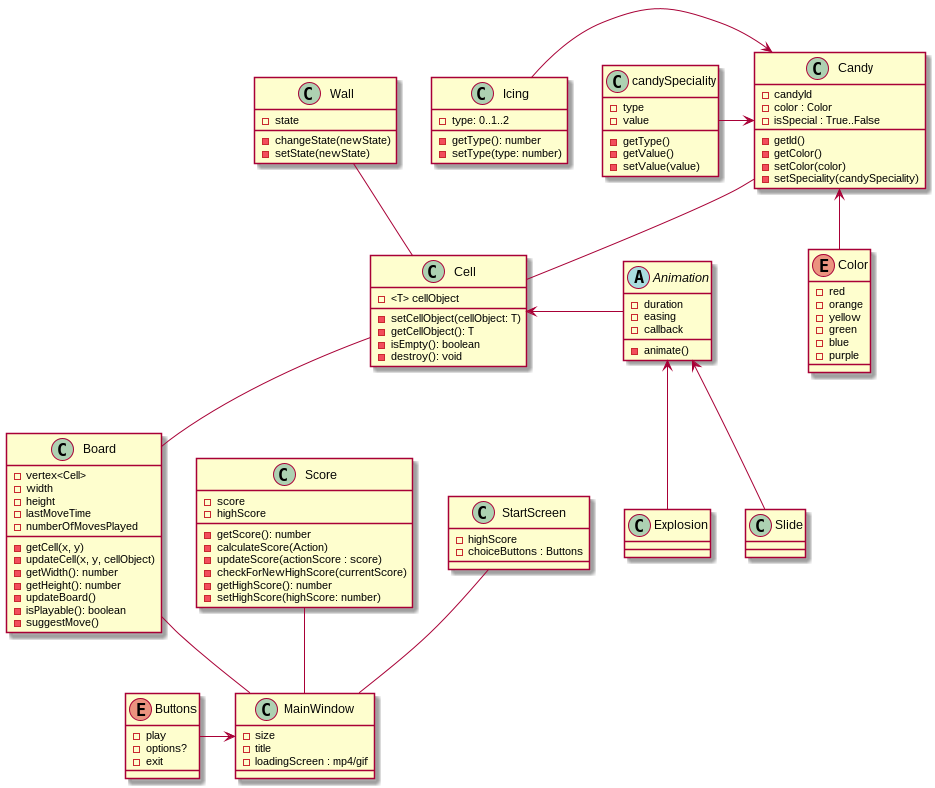 C Wall
state
changeState(newState)
setState(newState)
C Icing
type: 0..1..2
getType(): number
setType(type: number)
C candySpeciality
type
value
getType()
getValue()
setValue(value)
C Candy
candyId
color : Color
isSpecial : True..False
getId()
getColor()
setColor(color)
setSpeciality(candySpeciality)
C Cell
<T> cellObject
setCellObject(cellObject: T)
getCellObject(): T
isEmpty(): boolean
destroy(): void
A Animation
duration
easing
callback
animate()
E Color
red
orange
yellow
green
blue
purple
C Board
vertex<Cell>
width
height
lastMoveTime
numberOfMovesPlayed
getCell(x, y)
updateCell(x, y, cellObject)
getWidth(): number
getHeight(): number
updateBoard()
isPlayable(): boolean
suggestMove()
C Score
score
highScore
getScore(): number
calculateScore(Action)
updateScore(actionScore : score)
checkForNewHighScore(currentScore)
getHighScore(): number
setHighScore(highScore: number)
C StartScreen
highScore
choiceButtons : Buttons
C Explosion
C Slide
E Buttons
play
options?
exit
C MainWindow
size
title
loadingScreen : mp4/gif